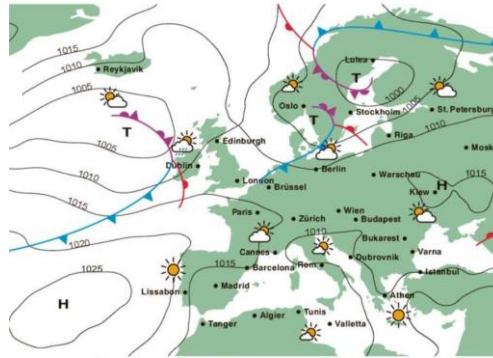 1015
1010
1005
Reykjavik
T
1005
1010
1015
1020
1025
H
Lulea
T
1000
1005
Oslo
T
Stockholm
St. Petersburg
Riga
1010
Mosk
Edinburgh
Dublin
London
Brüssel
Berlin
Warschau
H
1015
Kiew
Paris
Zürich
Wien
Budapest
Cannes
1010
Bukarest
Varna
1015
Barcelona
Rom
Dubrovnik
Istanbul
Lissabon
Madrid
Athen
Tanger
Algier
Tunis
Valletta